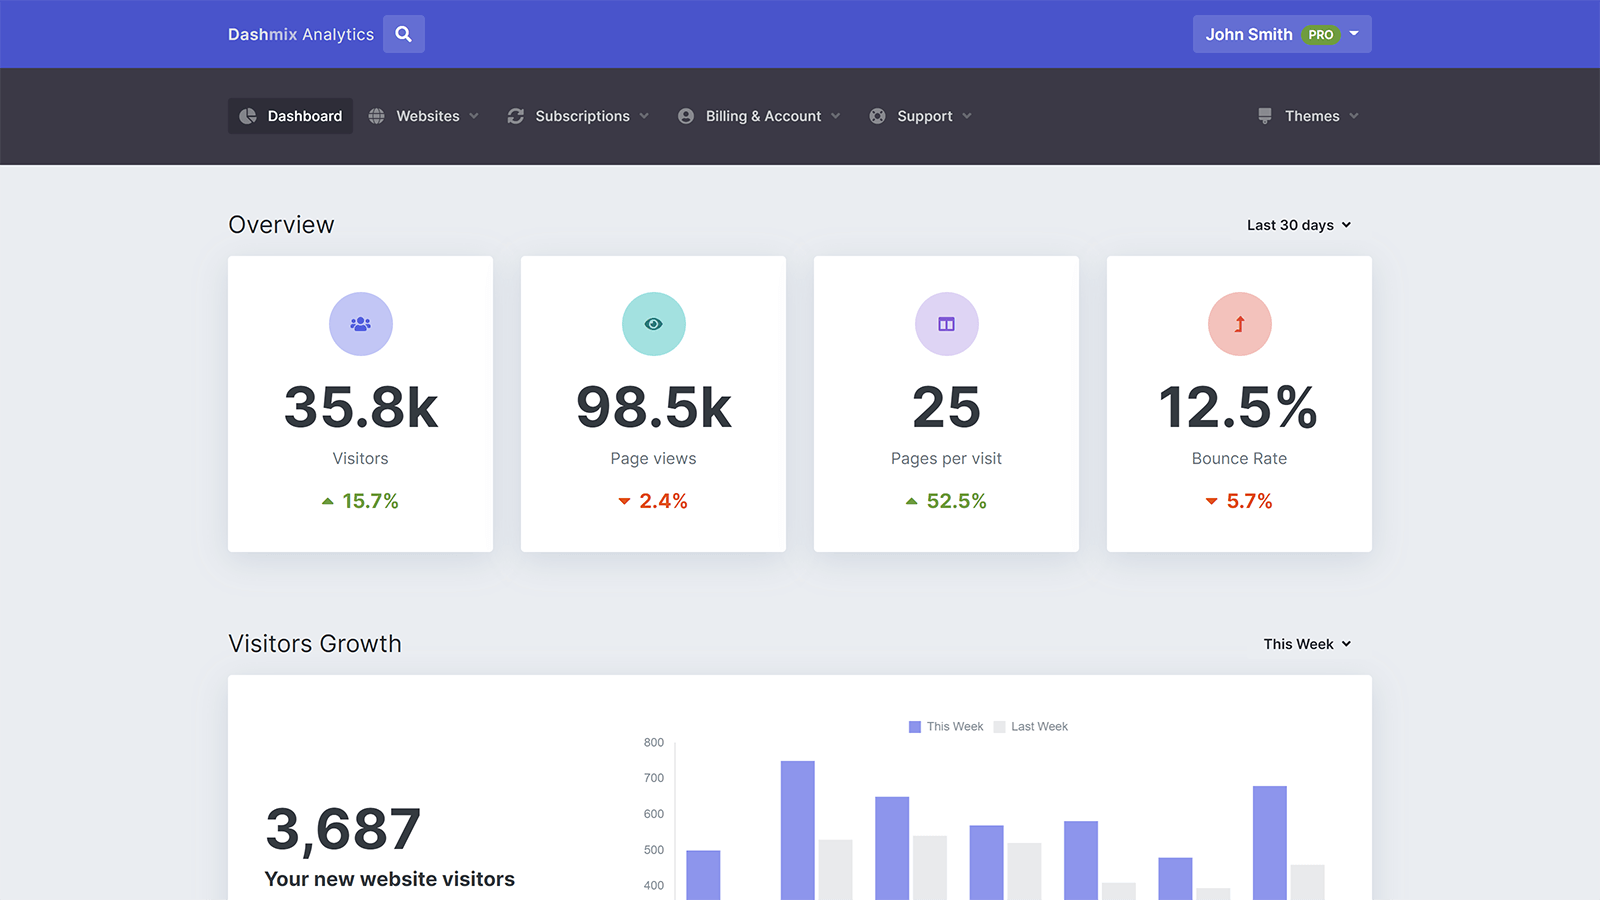 Dashmix Analytics
John Smith PRO
Dashboard Websites Subscriptions Billing & Account Support Themes
Overview
Last 30 days
35.8k
Visitors
15.7%
98.5k
Page views
2.4%
25
Pages per visit
52.5%
12.5%
Bounce Rate
5.7%
Visitors Growth
This Week
3,687
Your new website visitors
This Week Last Week
800
700
600
500
400